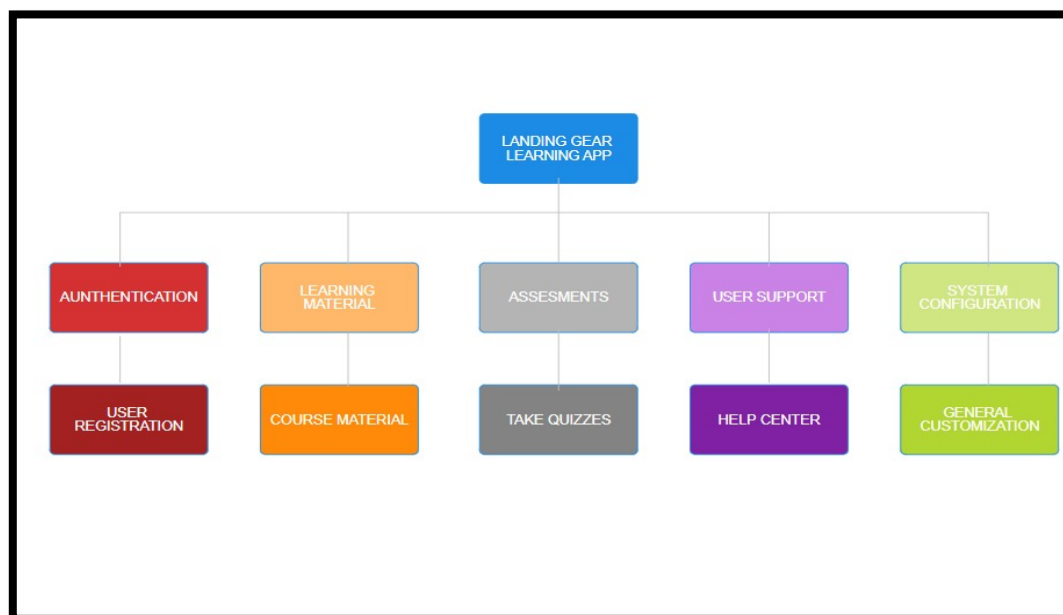 LANDING GEAR
LEARNING APP
AUNTHENTICATION
LEARNING
MATERIAL
ASSESMENTS
USER SUPPORT
SYSTEM
CONFIGURATION
USER
REGISTRATION
COURSE MATERIAL
TAKE QUIZZES
HELP CENTER
GENERAL
CUSTOMIZATION